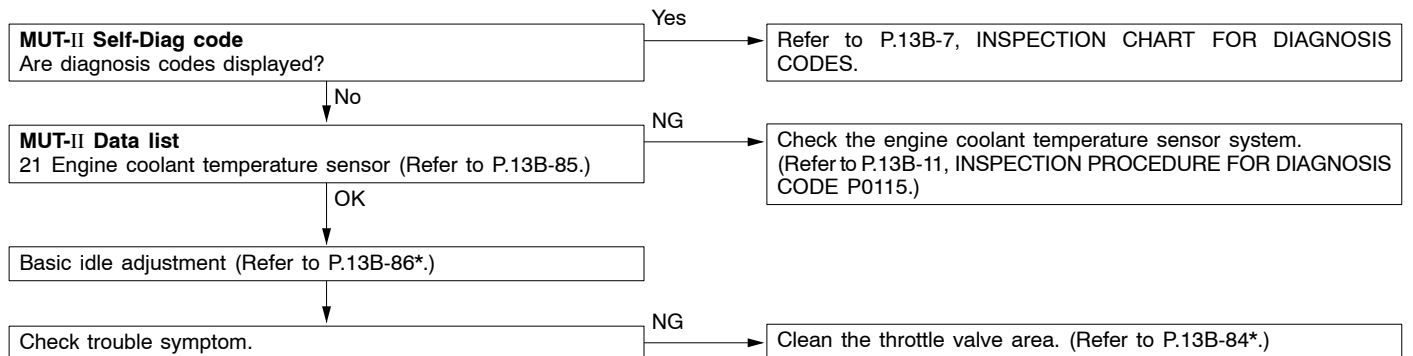 MUT-II Self-Diag code
Are diagnosis codes displayed?
Yes
Refer to P.13B-7, INSPECTION CHART FOR DIAGNOSIS
CODES.
No
MUT-II Data list
21 Engine coolant temperature sensor (Refer to P.13B-85.)
NG
Check the engine coolant temperature sensor system.
(Refer to P.13B-11, INSPECTION PROCEDURE FOR DIAGNOSIS
CODE P0115.)
OK
Basic idle adjustment (Refer to P.13B-86*.)
Check trouble symptom.
NG
Clean the throttle valve area. (Refer to P.13B-84*.)